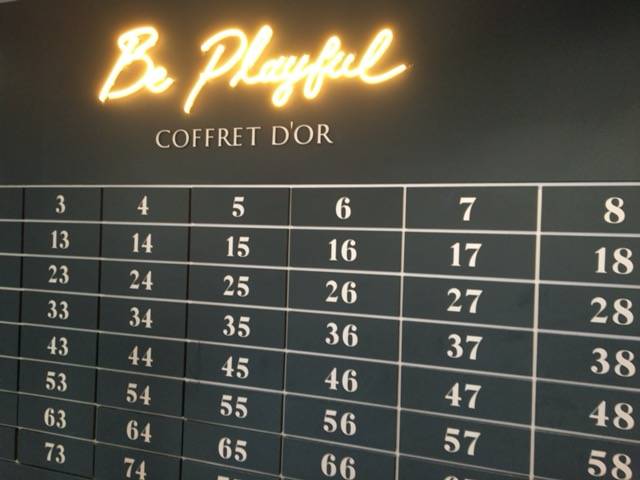 Be Playful
COFFRET D'OR
3 4 5 6 7 8
13 14 15 16 17 18
23 24 25 26 27 28
33 34 35 36 37 38
43 44 45 46 47 48
53 54 55 56 57 58
63 64 65 66
73 74